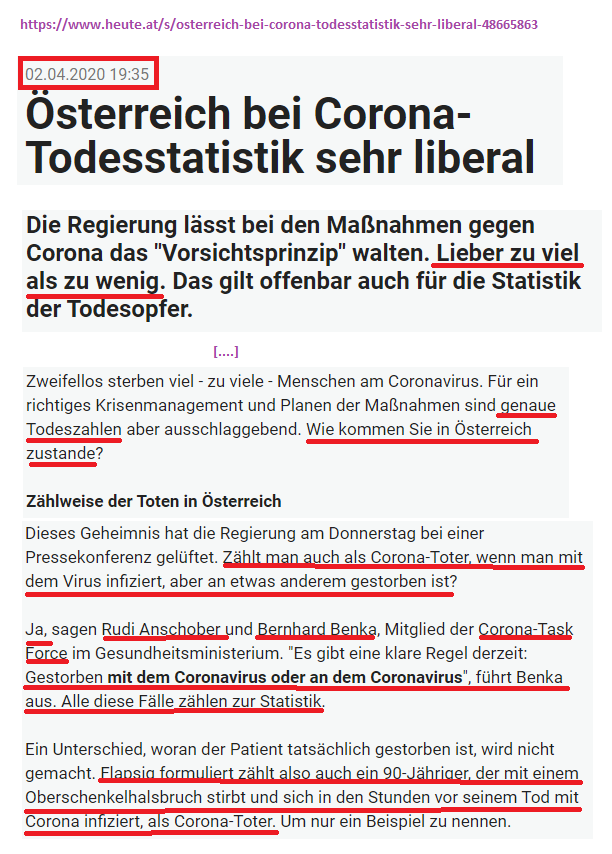 https://www.heute.at/s/osterreich-bei-corona-todesstatistik-sehr-liberal-48665863
02.04.2020 19:35
Österreich bei Corona-
Todesstatistik sehr liberal
Die Regierung lässt bei den Maßnahmen gegen
Corona das "Vorsichtsprinzip" walten. Lieber zu viel
als zu wenig. Das gilt offenbar auch für die Statistik
der Todesopfer.
[....]
Zweifellos sterben viel - zu viele - Menschen am Coronavirus. Für ein
richtiges Krisenmanagement und Planen der Maßnahmen sind genaue
Todeszahlen aber ausschlaggebend. Wie kommen Sie in Österreich
zustande?
Zählweise der Toten in Österreich
Dieses Geheimnis hat die Regierung am Donnerstag bei einer
Pressekonferenz gelüftet. Zählt man auch als Corona-Toter, wenn man mit
dem Virus infiziert, aber an etwas anderem gestorben ist?
Ja, sagen Rudi Anschober und Bernhard Benka, Mitglied der Corona-Task
Force im Gesundheitsministerium. "Es gibt eine klare Regel derzeit:
Gestorben mit dem Coronavirus oder an dem Coronavirus", führt Benka
aus. Alle diese Fälle zählen zur Statistik.
Ein Unterschied, woran der Patient tatsächlich gestorben ist, wird nicht
gemacht. Flapsig formuliert zählt also auch ein 90-Jähriger, der mit einem
Oberschenkelhalsbruch stirbt und sich in den Stunden vor seinem Tod mit
Corona infiziert, als Corona-Toter. Um nur ein Beispiel zu nennen.